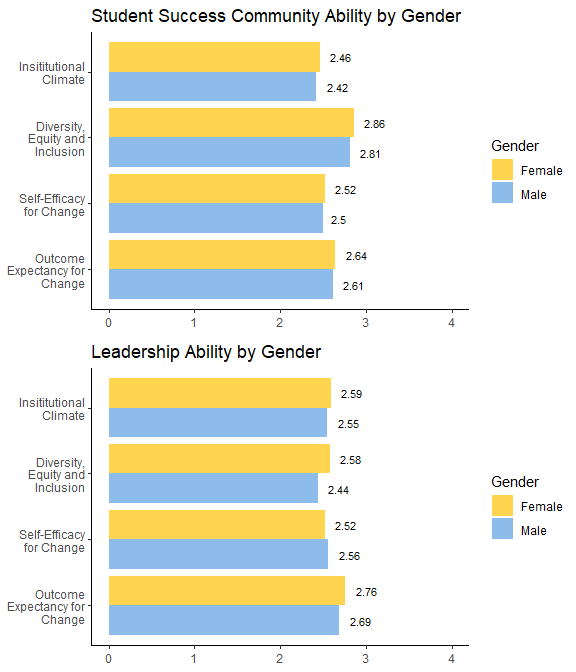 Student Success Community Ability by Gender
Insititutional
Climate
2.46
2.42
Diversity,
Equity and
Inclusion
2.86
2.81
Self-Efficacy
for Change
2.52
2.5
Outcome
Expectancy for
Change
2.64
2.61
0 1 2 3 4
Gender
Female
Male
Leadership Ability by Gender
Insititutional
Climate
2.59
2.55
Diversity,
Equity and
Inclusion
2.58
2.44
Self-Efficacy
for Change
2.52
2.56
Outcome
Expectancy for
Change
2.76
2.69
0 1 2 3 4
Gender
Female
Male